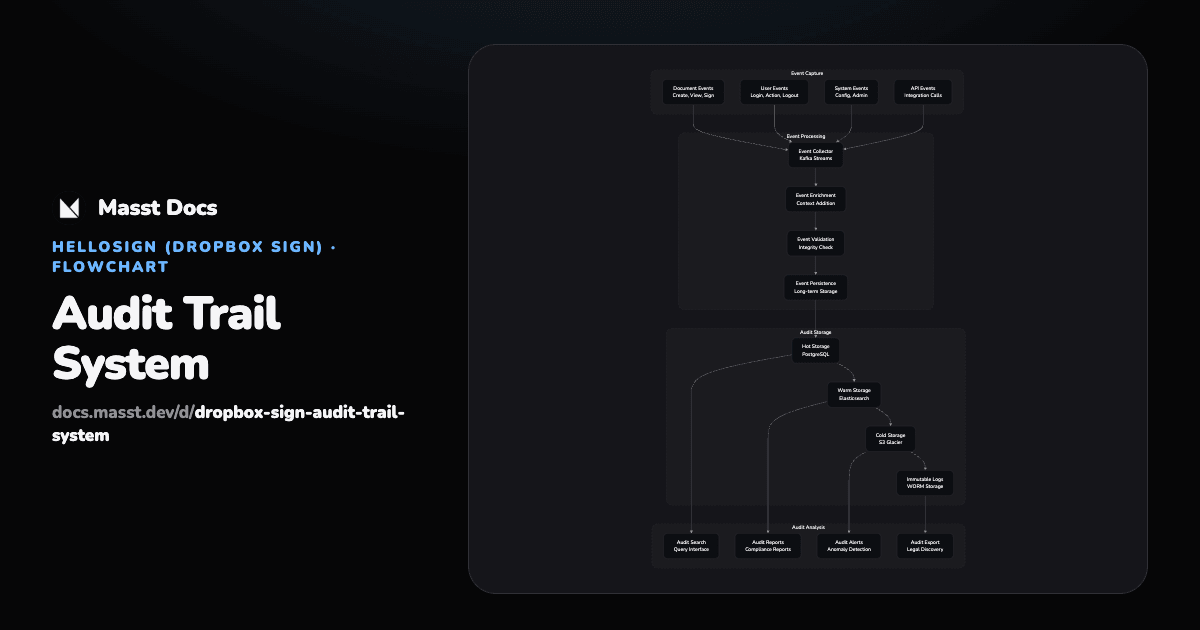 Masst Docs
HELLOSIGN (DROPBOX SIGN) ·
FLOWCHART
Audit Trail
System
docs.masst.dev/d/dropbox-sign-audit-trail-
system
Event Capture
Document Events
Create, View, Sign
User Events
Login, Action, Logout
System Events
Config, Admin
API Events
Integration Calls
Event Processing
Event Collector
Kafka Streams
Event Enrichment
Context Addition
Event Validation
Integrity Check
Event Persistence
Long-term Storage
Audit Storage
Hot Storage
PostgreSQL
Warm Storage
Elasticsearch
Cold Storage
S3 Glacier
Immutable Logs
WORM Storage
Audit Analysis
Audit Search
Query Interface
Audit Reports
Compliance Reports
Audit Alerts
Anomaly Detection
Audit Export
Legal Discovery